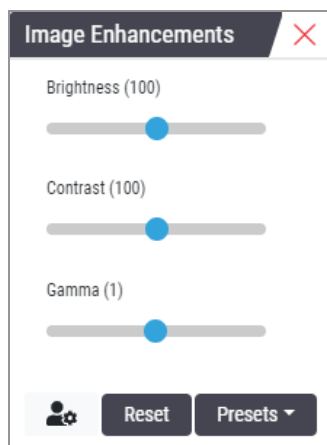 Image Enhancements
Brightness (100)
Contrast (100)
Gamma (1)
Reset Presets